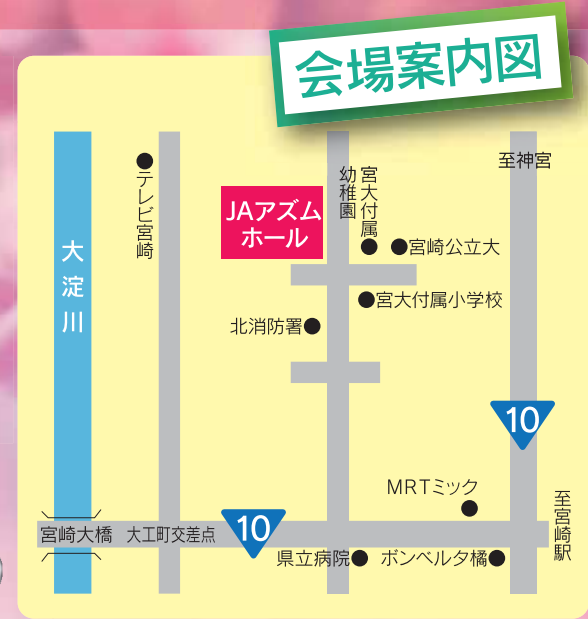 会場案内図
至神宮
テレビ宮崎
宮大付属
幼稚園
JAアズム
ホール
大淀川
宮崎公立大
宮大付属小学校
北消防署
10
MRTミック
至宮崎駅
宮崎大橋
大工町交差点
10
県立病院
ボンベルタ橘